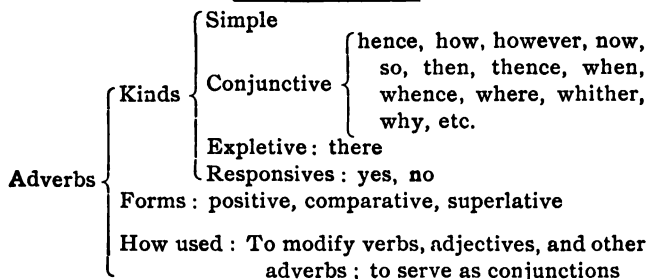 Simple
hence, how, however, now,
so, then, thence, when,
Kinds Conjunctive
whence, where, whither,
why, etc.
Expletive: there
Responsives: yes, no
Adverbs
Forms: positive, comparative, superlative
How used: To modify verbs, adjectives, and other
adverbs; to serve as conjunctions